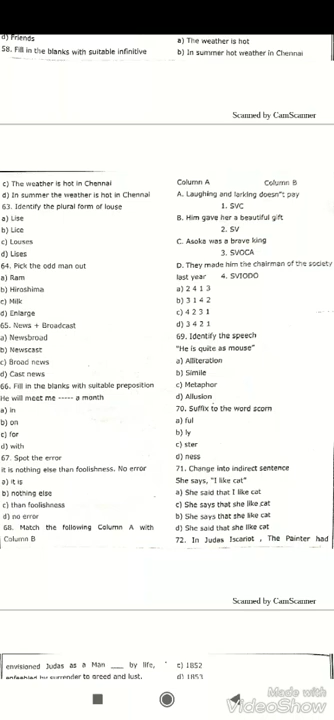 d) Friends
58. Fill in the blanks with suitable infinitive
a) The weather is hot
b) In summer hot weather in Chennai
Scanned by CamScanner
c) The weather is hot in Chennai
d) In summer the weather is hot in Chennai
63. Identify the plural form of louse
a) Lise
b) Lice
c) Louses
d) Lises
64. Pick the odd man out
a) Ram
b) Hiroshima
c) Milk
d) Enlarge
65. News + Broadcast
a) Newsbroad
b) Newscast
c) Broad news
d) Cast news
66. Fill in the blanks with suitable preposition
He will meet me ----- a month
a) in
b) on
c) for
d) with
67. Spot the error
it is nothing else than foolishness. No error
a) it is
b) nothing else
c) than foolishness
d) no error
68. Match the following Column A with
Column B
Column A Column B
A. Laughing and larking doesn"t pay
1. SVC
B. Him gave her a beautiful gift
2. SV
C. Asoka was a brave king
3. SVOCA
D. They made him the chairman of the society
last year 4. SVIODO
a) 2 4 1 3
b) 3 1 4 2
c) 4 2 3 1
d) 3 4 2 1
69. Identify the speech
"He is quite as mouse"
a) Alliteration
b) Simile
c) Metaphor
d) Allusion
70. Suffix to the word scorn
a) ful
b) ly
c) ster
d) ness
71. Change into indirect sentence
She says, "I like cat"
a) She said that I like cat
c) She says that she like cat
b) She says that she like cat
d) She said that she like cat
72. In Judas Iscariot , The Painter had
Scanned by CamScanner
envisioned Judas as a Man ___ by life,
enfeebled by surrender to greed and lust.
c) 1852
d) 1853
Made with
VideoShow